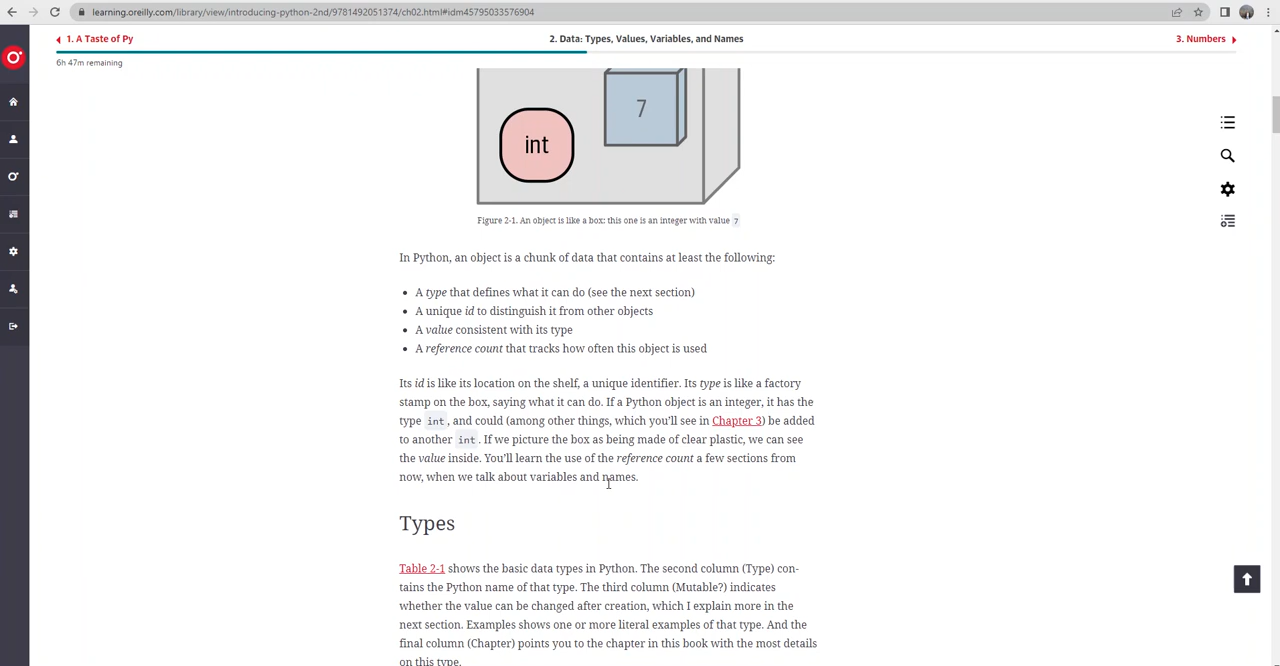 learning.oreilly.com/library/view/introducing-python-2nd/9781491051374/ch02.html#idm45795033576904
1. A Taste of Py
2. Data: Types, Values, Variables, and Names
3. Numbers
6h 47m remaining
7
int
Figure 2-1. An object is like a box: this one is an integer with value 7
In Python, an object is a chunk of data that contains at least the following:
• A type that defines what it can do (see the next section)
• A unique id to distinguish it from other objects
• A value consistent with its type
• A reference count that tracks how often this object is used
Its id is like its location on the shelf, a unique identifier. Its type is like a factory
stamp on the box, saying what it can do. If a Python object is an integer, it has the
type int, and could (among other things, which you’ll see in Chapter 3) be added
to another int. If we picture the box as being made of clear plastic, we can see
the value inside. You’ll learn the use of the reference count a few sections from
now, when we talk about variables and names.
Types
Table 2-1 shows the basic data types in Python. The second column (Type) con-
tains the Python name of that type. The third column (Mutable?) indicates
whether the value can be changed after creation, which I explain more in the
next section. Examples shows one or more literal examples of that type. And the
final column (Chapter) points you to the chapter in this book with the most details
on this type.